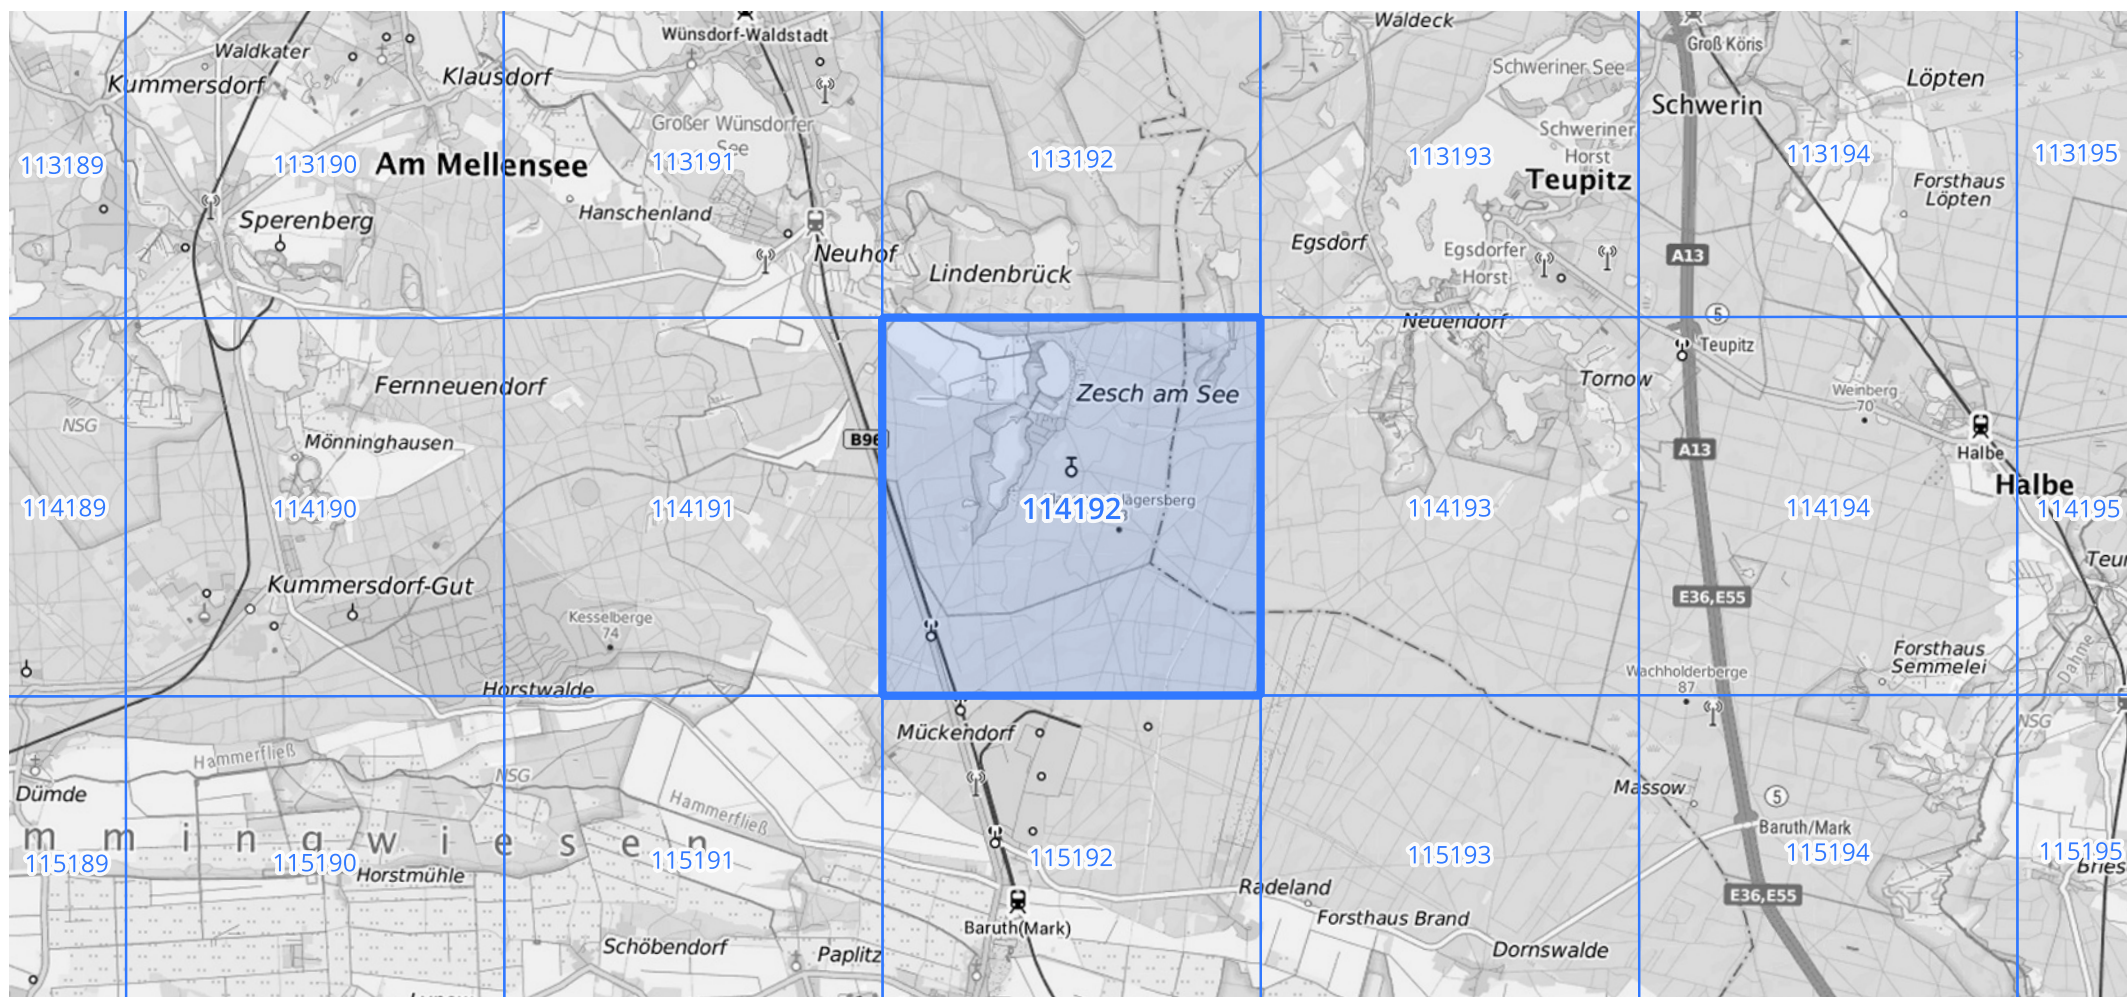 Waldeck
Wünsdorf-Waldstadt
Groß Köris
Waldkater
Schweriner See
Kummersdorf
Klausdorf
Löpten
Schwerin
Großer Wünsdorfer
See
Schweriner
Horst
113189
113190
Am Mellensee
113191
113192
113193
113194
113195
Teupitz
Forsthaus
Löpten
Sperenberg
Hanschenland
Neuhof
Egsdorf
Egsdorfer
Horst
A13
Lindenbrück
5
Neuendorf
Teupitz
Fernneuendorf
Zesch am See
Tornow
Weinberg
70
NSG
Mönninghausen
B96
A13
Halbe
Halbe
114189
114190
114191
114192
114193
114194
114195
Kummersdorf-Gut
E36,E55
Kesselberge
74
Forsthaus
Semmelei
Dahme
Wachholderberge
87
Horstwalde
NSG
Mückendorf
Hammerfließ
NSG
Dümde
Hammerfließ
Massow
5
Baruth/Mark
m m i n g w i e s e n
115189
115190
115191
115192
115193
115194
115195
Horstmühle
Radeland
E36,E55
Forsthaus Brand
Baruth(Mark)
Schöbendorf
Paplitz
Dornswalde